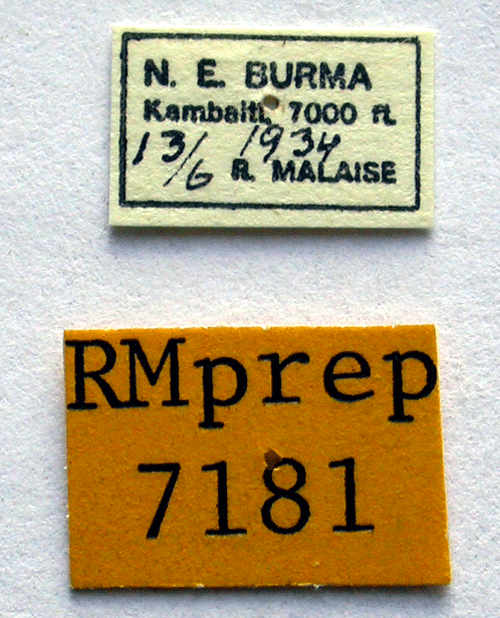 N. E. BURMA
Kambaiti, 7000 ft.
13/6 1934
R. MALAISE
RMprep
7181